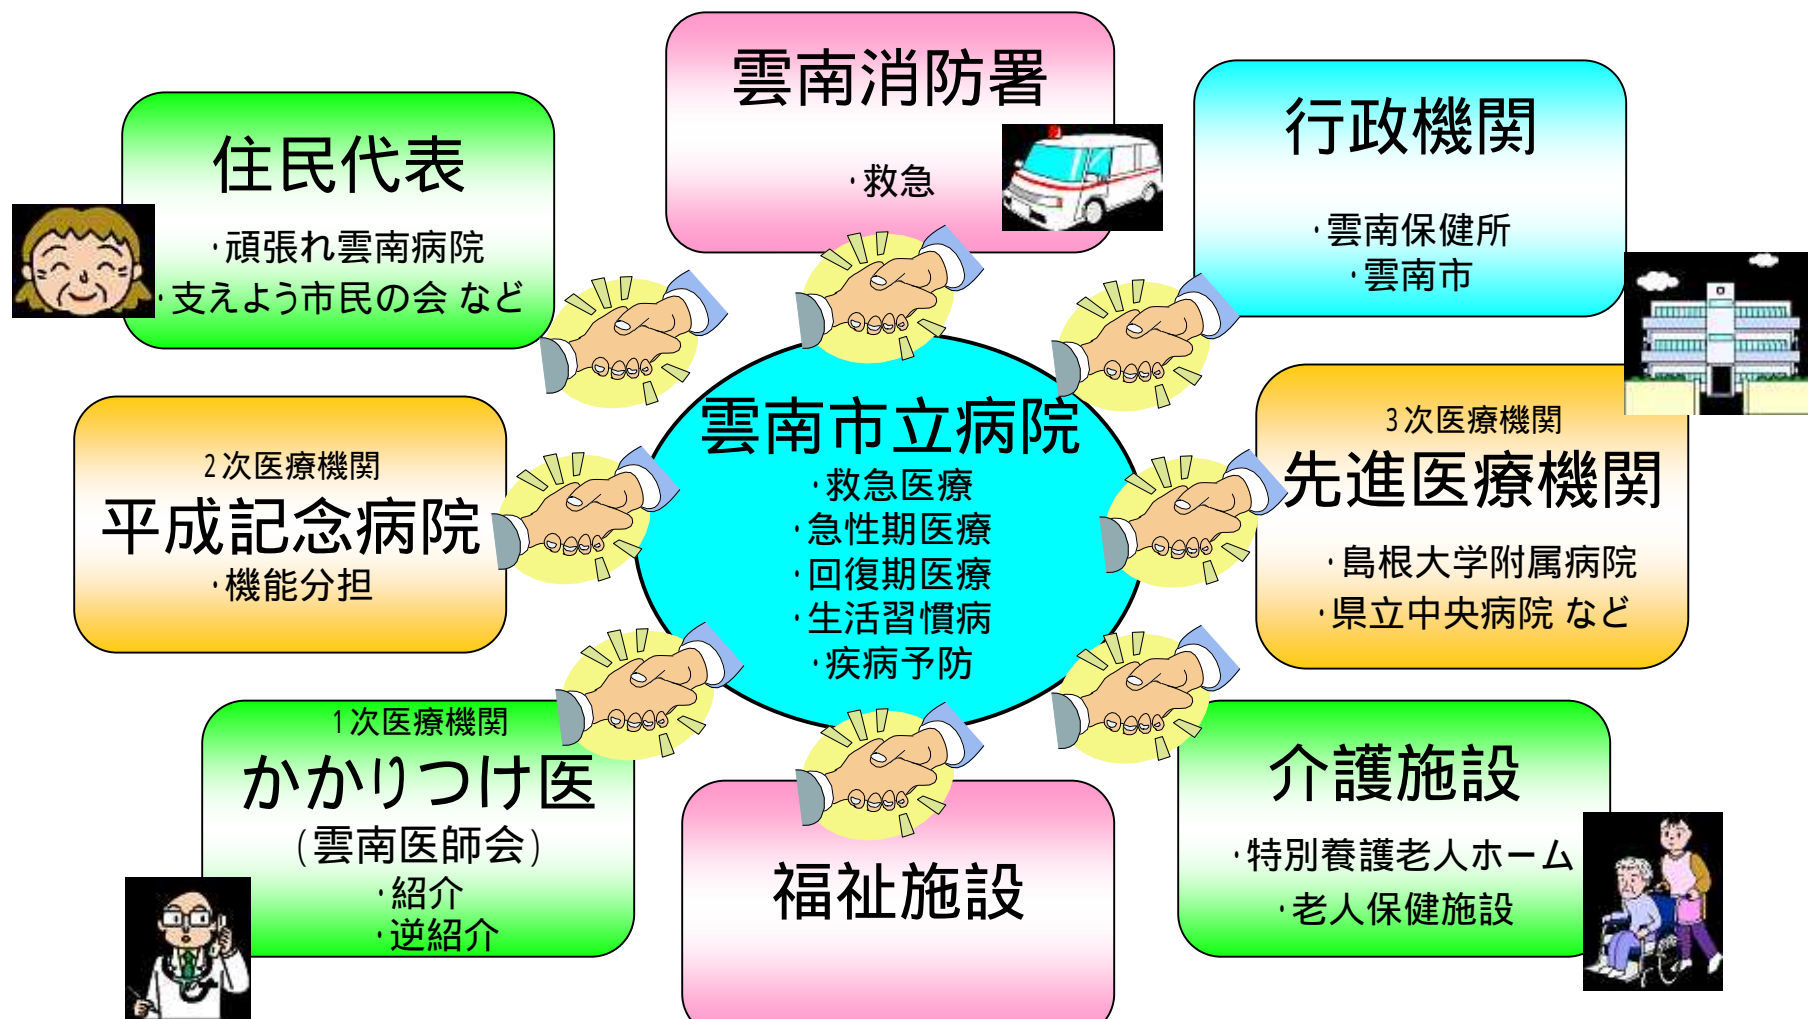 雲南消防署
・救急
行政機関
・雲南保健所
・雲南市
住民代表
・頑張れ雲南病院
・支えよう市民の会 など
雲南市立病院
・救急医療
・急性期医療
・回復期医療
・生活習慣病
・疾病予防
2次医療機関
平成記念病院
・機能分担
3次医療機関
先進医療機関
・島根大学附属病院
・県立中央病院 など
1次医療機関
かかりつけ医
(雲南医師会)
・紹介
・逆紹介
福祉施設
介護施設
・特別養護老人ホーム
・老人保健施設